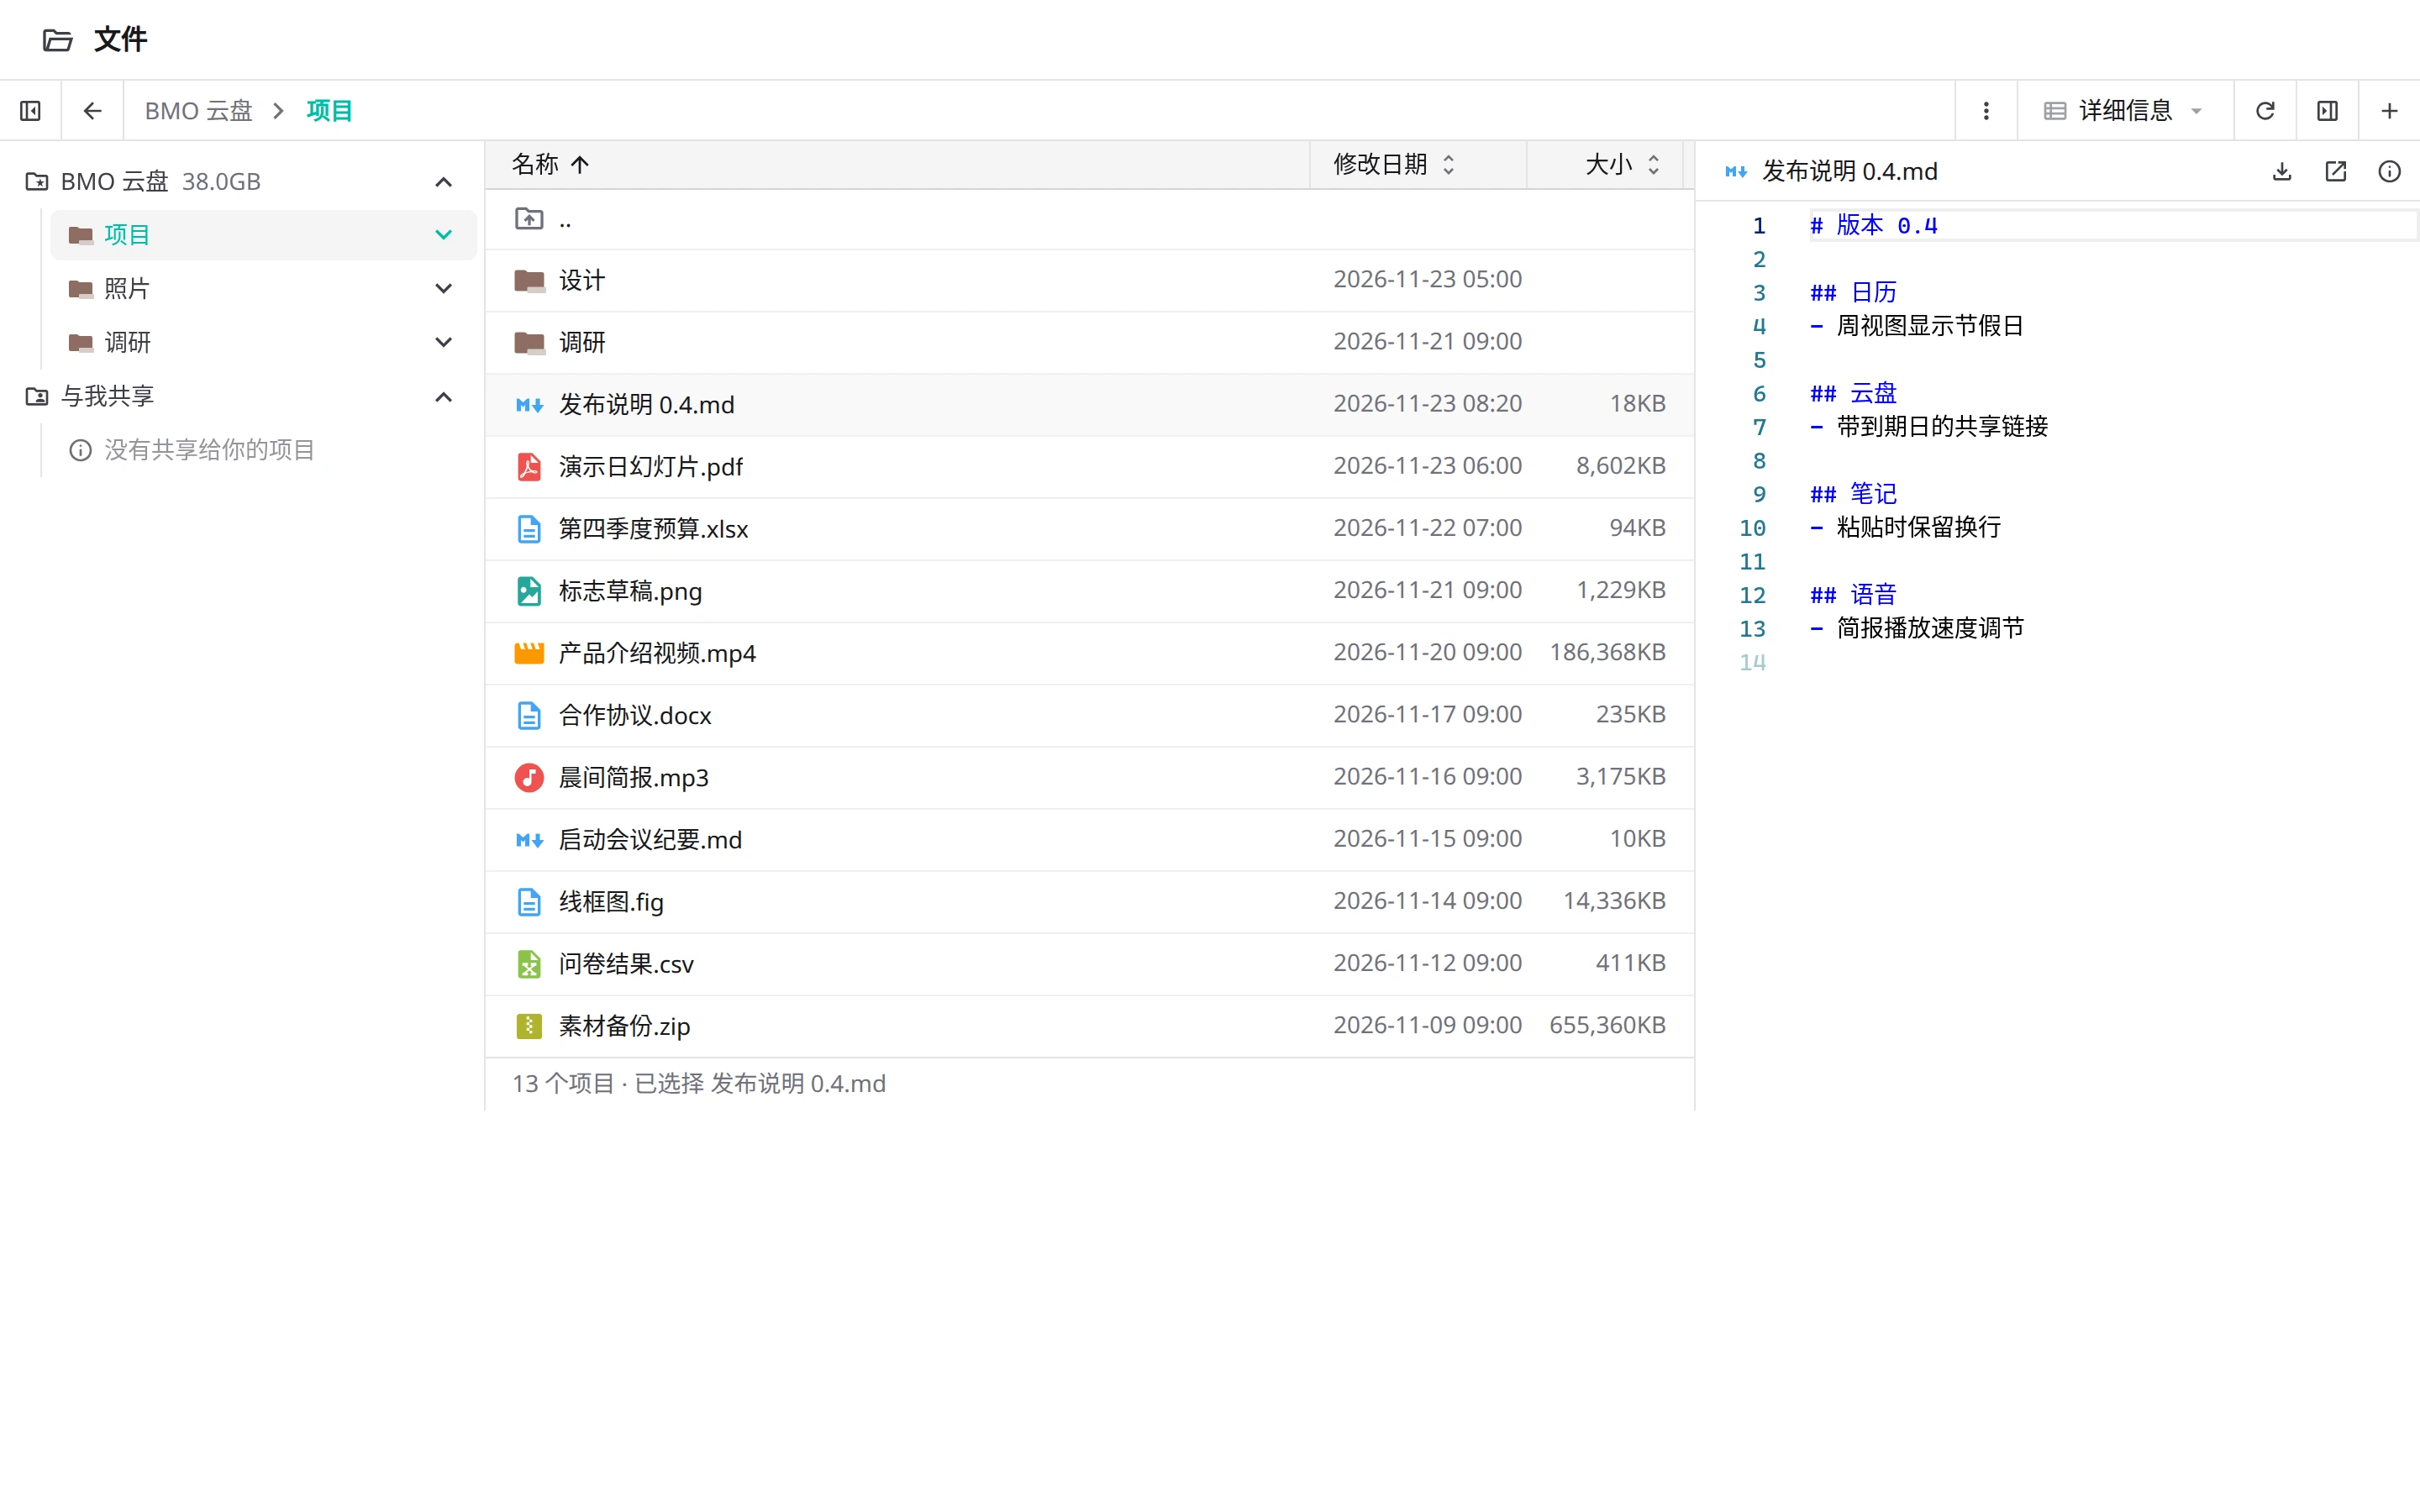 文件
BMO 云盘 项目
详细信息
BMO 云盘 38.0GB
项目
照片
调研
与我共享
没有共享给你的项目
名称 修改日期 大小
..
设计 2026-11-23 05:00
调研 2026-11-21 09:00
发布说明 0.4.md 2026-11-23 08:20 18KB
演示日幻灯片.pdf 2026-11-23 06:00 8,602KB
第四季度预算.xlsx 2026-11-22 07:00 94KB
标志草稿.png 2026-11-21 09:00 1,229KB
产品介绍视频.mp4 2026-11-20 09:00 186,368KB
合作协议.docx 2026-11-17 09:00 235KB
晨间简报.mp3 2026-11-16 09:00 3,175KB
启动会议纪要.md 2026-11-15 09:00 10KB
线框图.fig 2026-11-14 09:00 14,336KB
问卷结果.csv 2026-11-12 09:00 411KB
素材备份.zip 2026-11-09 09:00 655,360KB
13 个项目 · 已选择 发布说明 0.4.md
发布说明 0.4.md
1 # 版本 0.4
2
3 ## 日历
4 - 周视图显示节假日
5
6 ## 云盘
7 - 带到期日的共享链接
8
9 ## 笔记
10 - 粘贴时保留换行
11
12 ## 语音
13 - 简报播放速度调节
14